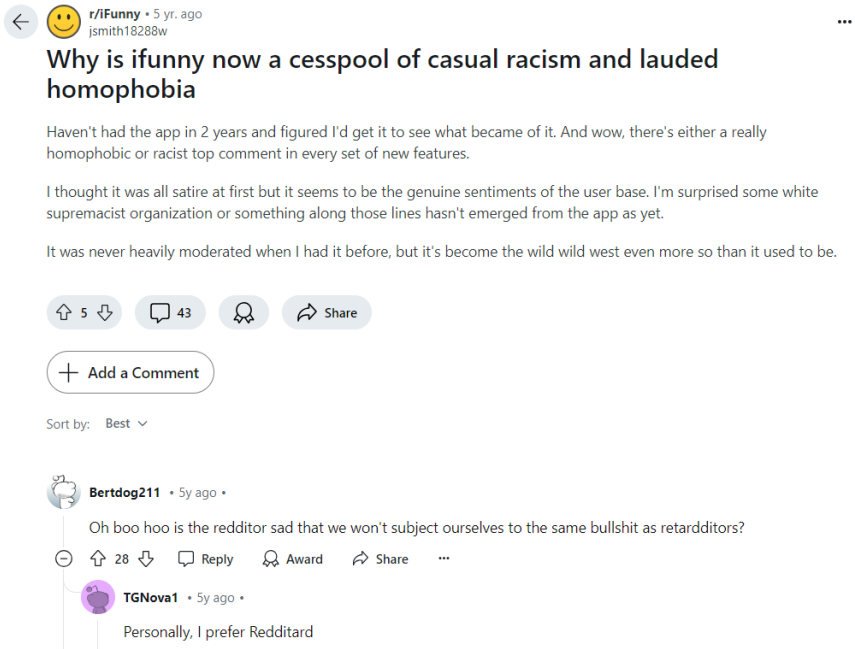 r/iFunny • 5 yr. ago
jsmith18288w
Why is ifunny now a cesspool of casual racism and lauded
homophobia
Haven't had the app in 2 years and figured I'd get it to see what became of it. And wow, there's either a really
homophobic or racist top comment in every set of new features.
I thought it was all satire at first but it seems to be the genuine sentiments of the user base. I'm surprised some white
supremacist organization or something along those lines hasn't emerged from the app as yet.
It was never heavily moderated when I had it before, but it's become the wild wild west even more so than it used to be.
5 43 Share
Add a Comment
Sort by: Best
Bertdog211 • 5y ago •
Oh boo hoo is the redditor sad that we won't subject ourselves to the same bullshit as retardditors?
28 Reply Award Share
TGNova1 • 5y ago •
Personally, I prefer Redditard